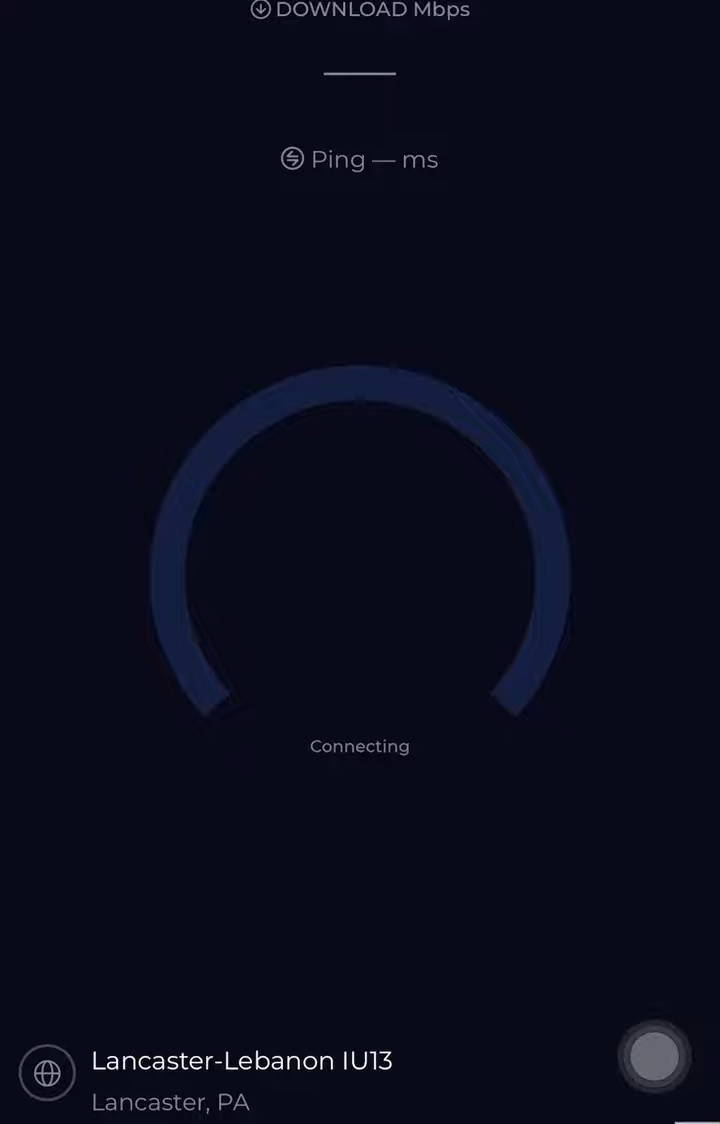 DOWNLOAD Mbps
—
Ping — ms
Connecting
Lancaster-Lebanon IU13
Lancaster, PA